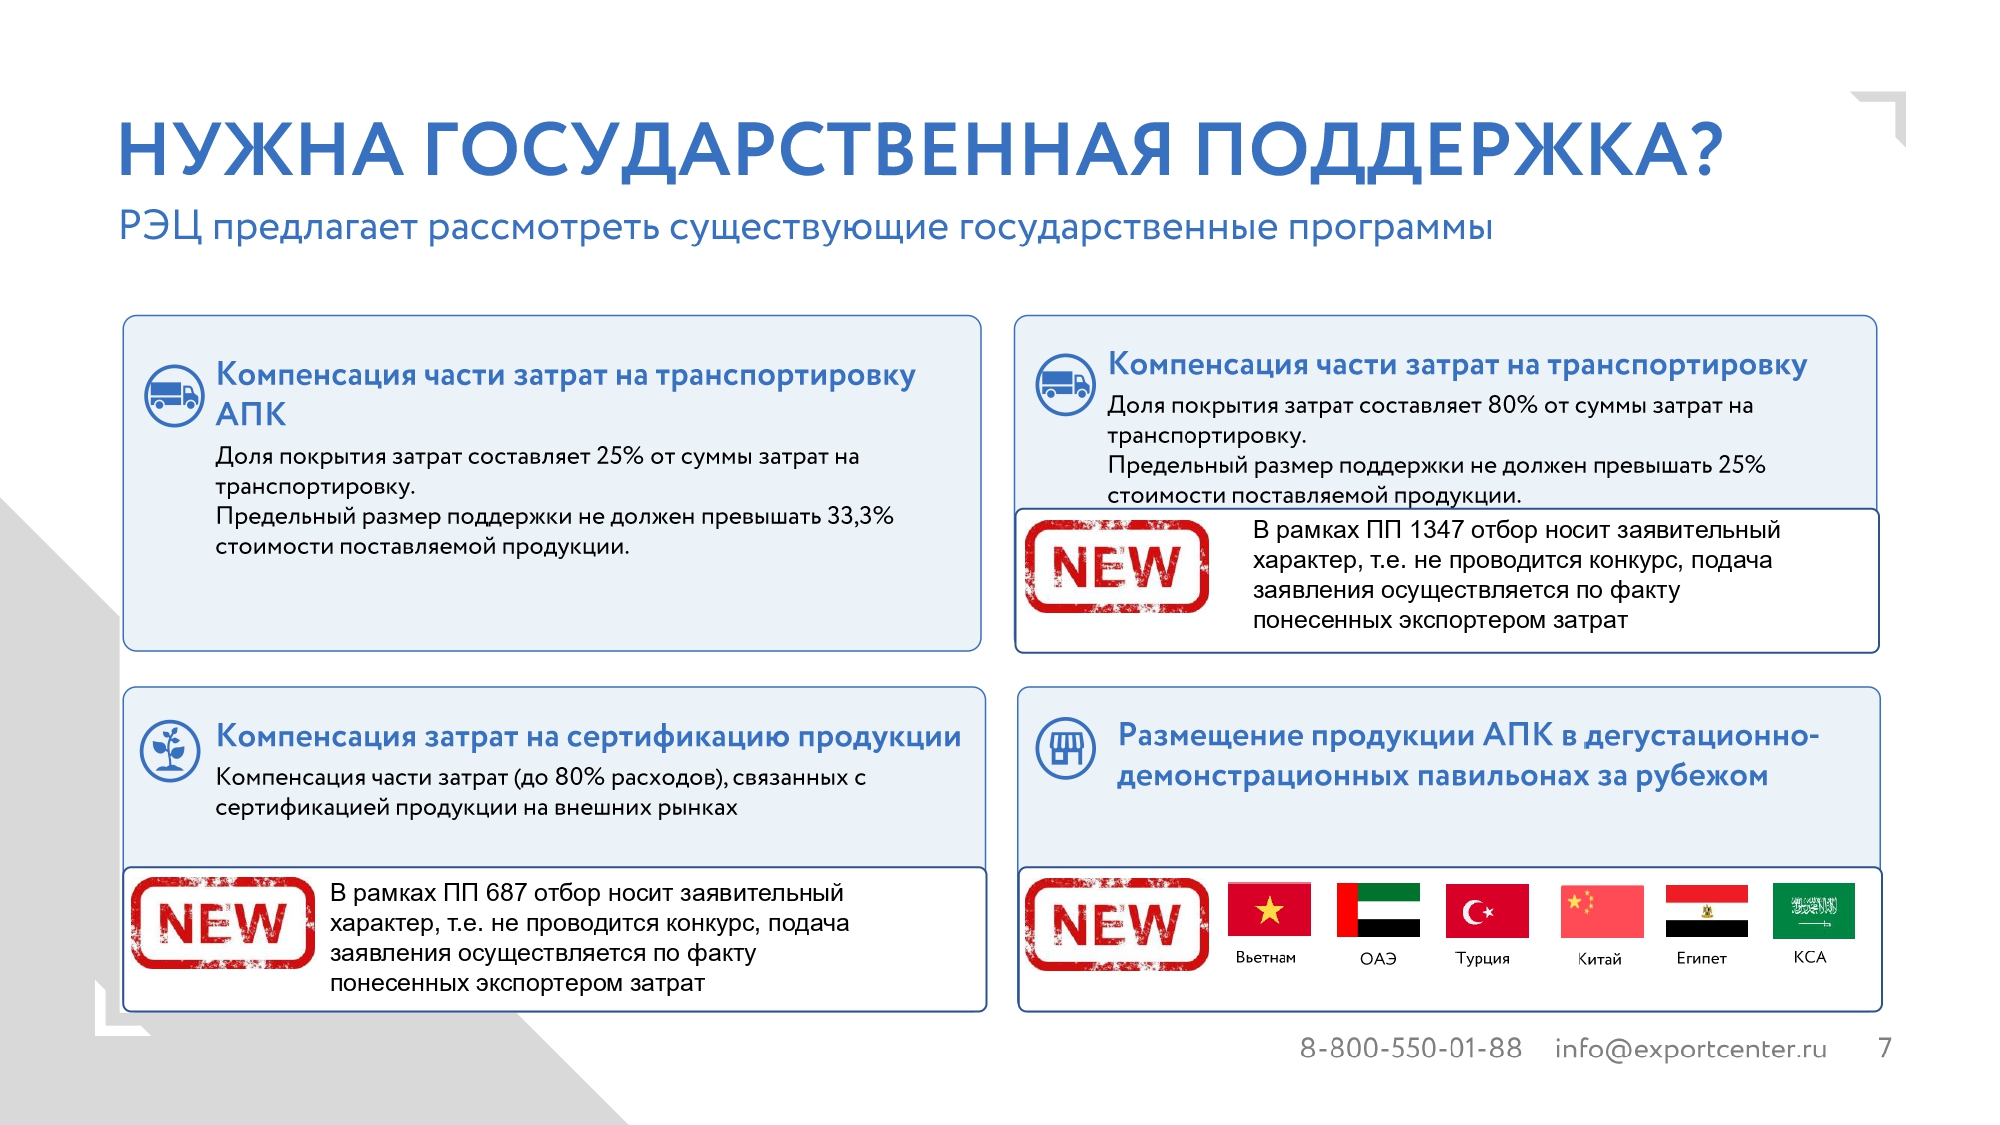 НУЖНА ГОСУДАРСТВЕННАЯ ПОДДЕРЖКА?
РЭЦ предлагает рассмотреть существующие государственные программы
Компенсация части затрат на транспортировку
АПК
Доля покрытия затрат составляет 25% от суммы затрат на
транспортировку.
Предельный размер поддержки не должен превышать 33,3%
стоимости поставляемой продукции.
Компенсация части затрат на транспортировку
Доля покрытия затрат составляет 80% от суммы затрат на
транспортировку.
Предельный размер поддержки не должен превышать 25%
стоимости поставляемой продукции.
NEW
В рамках ПП 1347 отбор носит заявительный
характер, т.е. не проводится конкурс, подача
заявления осуществляется по факту
понесенных экспортером затрат
Компенсация затрат на сертификацию продукции
Компенсация части затрат (до 80% расходов), связанных с
сертификацией продукции на внешних рынках
NEW
В рамках ПП 687 отбор носит заявительный
характер, т.е. не проводится конкурс, подача
заявления осуществляется по факту
понесенных экспортером затрат
Размещение продукции АПК в дегустационно-
демонстрационных павильонах за рубежом
NEW
Вьетнам ОАЭ Турция Китай Египет КСА
8-800-550-01-88 info@exportcenter.ru 7